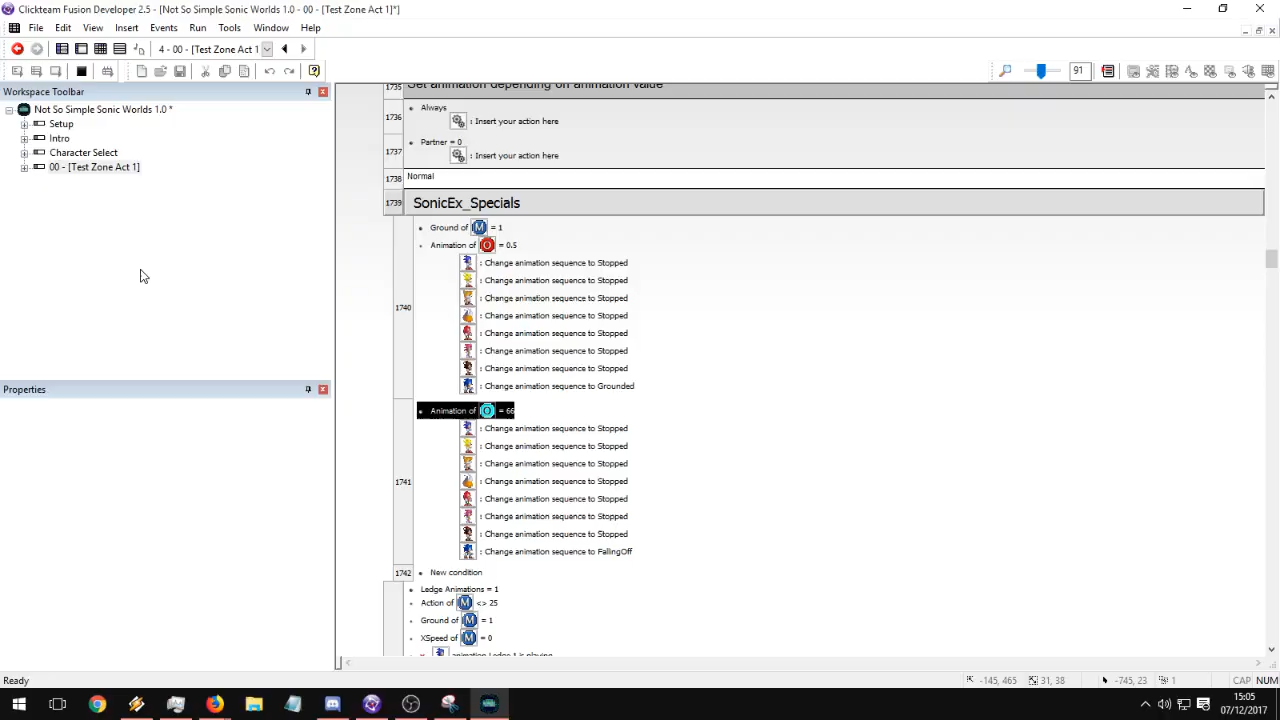 Clickteam Fusion Developer 2.5 - [Not So Simple Sonic Worlds 1.0 - 00 - [Test Zone Act 1]*]
File Edit View Insert Events Run Tools Window Help
4 - 00 - [Test Zone Act 1
91
Workspace Toolbar
Not So Simple Sonic Worlds 1.0 *
Setup
Intro
Character Select
00 - [Test Zone Act 1]
Properties
1735 Set animation depending on animation value
Always
1736 : Insert your action here
Partner = 0
1737 : Insert your action here
1738 Normal
1739 SonicEx_Specials
Ground of M = 1
Animation of O = 0.5
: Change animation sequence to Stopped
: Change animation sequence to Stopped
: Change animation sequence to Stopped
1740 : Change animation sequence to Stopped
: Change animation sequence to Stopped
: Change animation sequence to Stopped
: Change animation sequence to Stopped
: Change animation sequence to Grounded
Animation of O = 66
: Change animation sequence to Stopped
: Change animation sequence to Stopped
: Change animation sequence to Stopped
1741 : Change animation sequence to Stopped
: Change animation sequence to Stopped
: Change animation sequence to Stopped
: Change animation sequence to Stopped
: Change animation sequence to FallingOff
1742 New condition
Ledge Animations = 1
Action of M <> 25
Ground of M = 1
XSpeed of M = 0
animation Ledge 1 is playing
Ready
-145, 465 31, 38 -745, 23 1 CAP NUM
15:05
07/12/2017